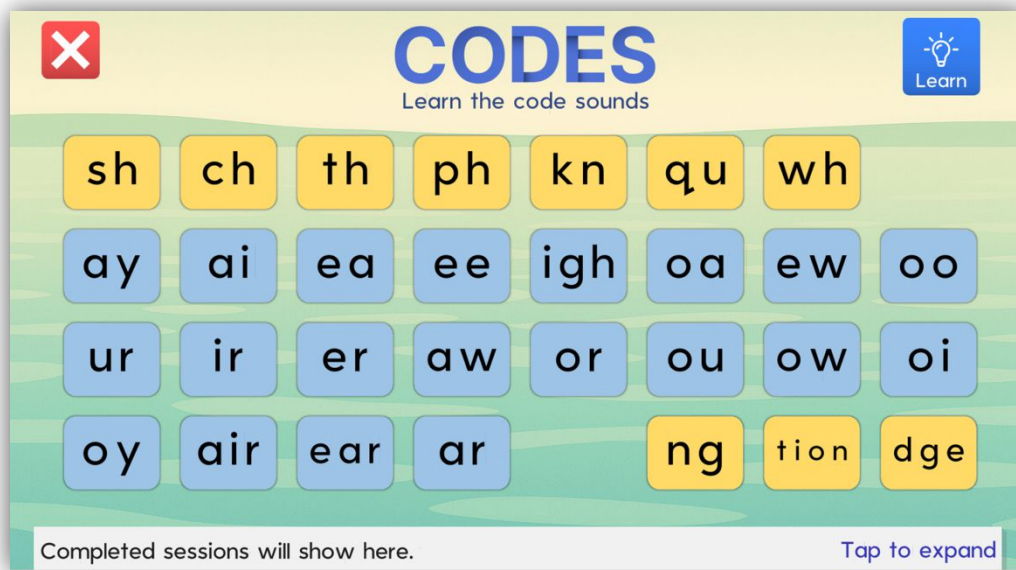 CODES
Learn the code sounds
Learn
sh ch th ph kn qu wh
ay ai ea ee igh oa ew oo
ur ir er aw or ou ow oi
oy air ear ar ng tion dge
Completed sessions will show here. Tap to expand